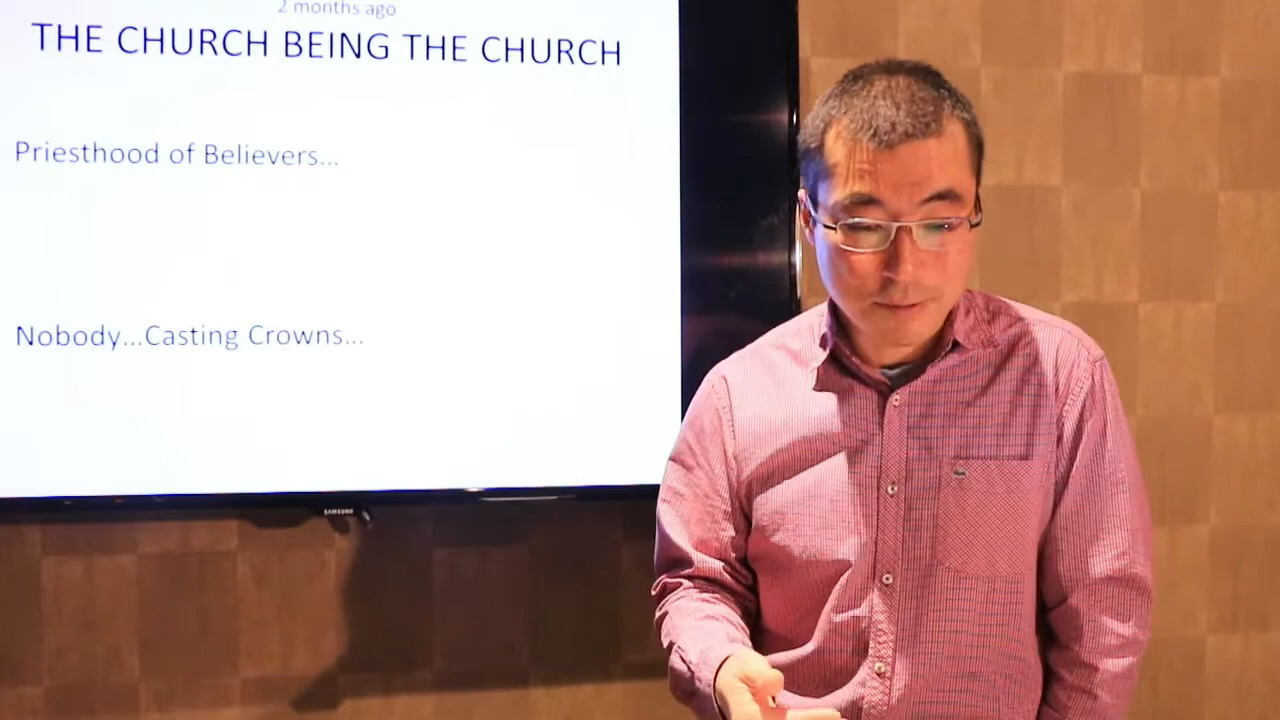 2 months ago
THE CHURCH BEING THE CHURCH
Priesthood of Believers...
Nobody...Casting Crowns...
SAMSUNG